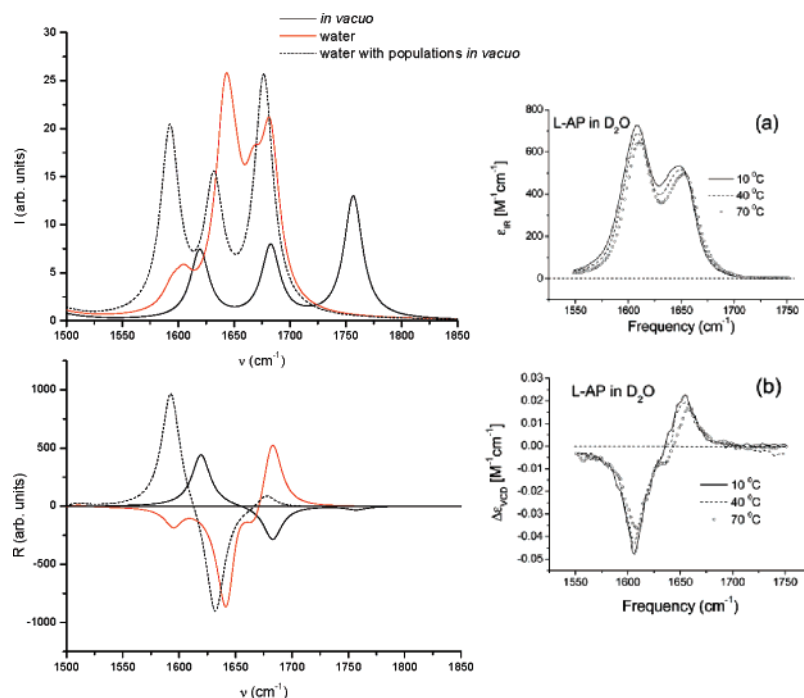 in vacuo
water
water with populations in vacuo
30
25
20
15
10
5
0
I (arb. units)
1500 1550 1600 1650 1700 1750 1800 1850
ν (cm-1)
(a)
L-AP in D2O
10 °C
40 °C
70 °C
800
600
400
200
0
εIR [M-1cm-1]
1550 1600 1650 1700 1750
Frequency (cm-1)
1000
500
0
-500
-1000
R (arb. units)
1500 1550 1600 1650 1700 1750 1800 1850
ν (cm-1)
(b)
L-AP in D2O
10 °C
40 °C
70 °C
0.03
0.02
0.01
0.00
-0.01
-0.02
-0.03
-0.04
-0.05
ΔεVCD [M-1cm-1]
1550 1600 1650 1700 1750
Frequency (cm-1)